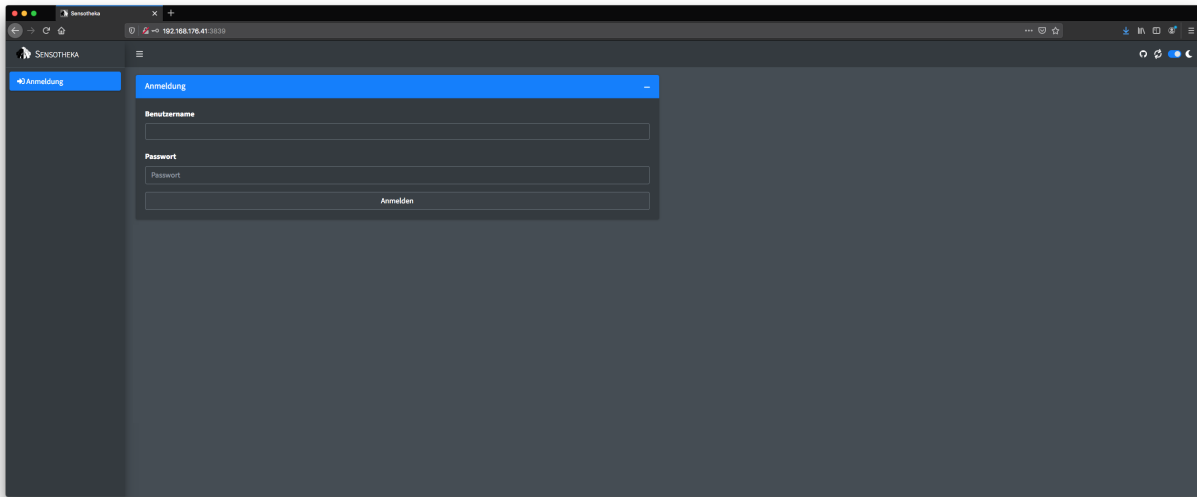 Sensotheka
192.168.176.41:3839
SENSOTHEKA
Anmeldung
Anmeldung
Benutzername
Passwort
Passwort
Anmelden